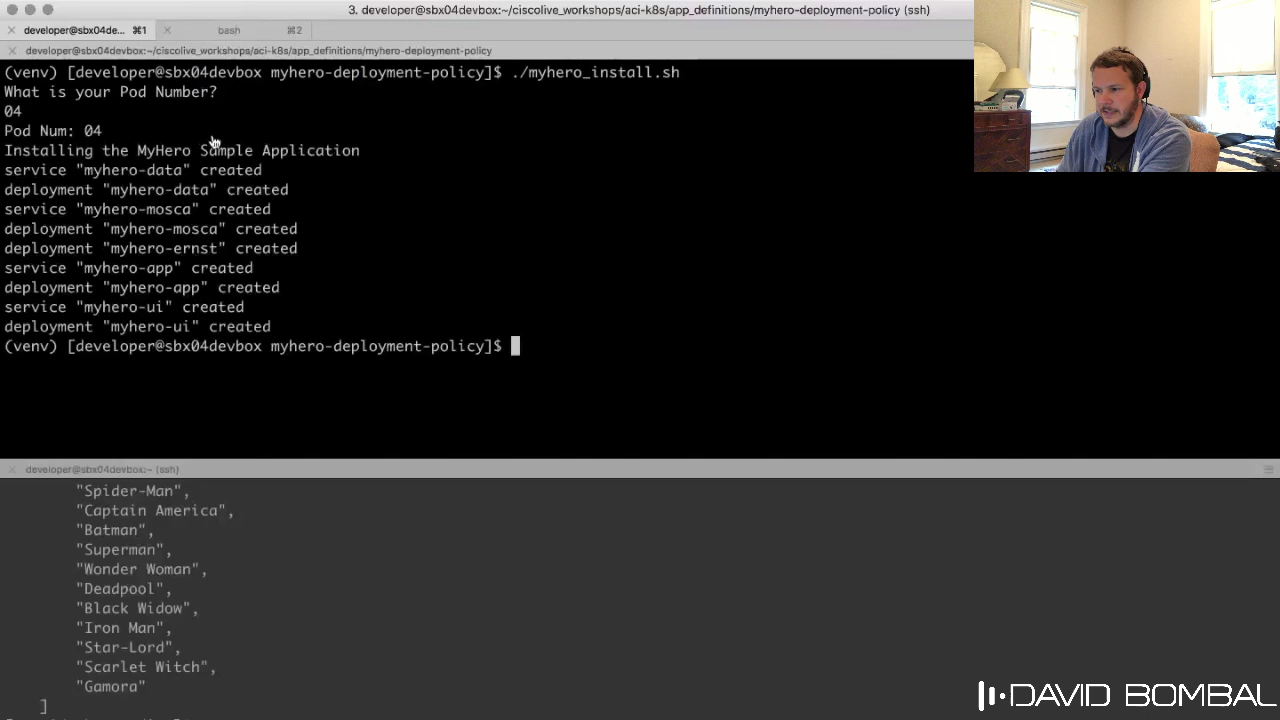 3. developer@sbx04devbox:~/ciscolive_workshops/aci-k8s/app_definitions/myhero-deployment-policy (ssh)
developer@sbx04de... ⌘1 bash ⌘2
developer@sbx04devbox:~/ciscolive_workshops/aci-k8s/app_definitions/myhero-deployment-policy
(venv) [developer@sbx04devbox myhero-deployment-policy]$ ./myhero_install.sh
What is your Pod Number?
04
Pod Num: 04
Installing the MyHero Sample Application
service "myhero-data" created
deployment "myhero-data" created
service "myhero-mosca" created
deployment "myhero-mosca" created
deployment "myhero-ernst" created
service "myhero-app" created
deployment "myhero-app" created
service "myhero-ui" created
deployment "myhero-ui" created
(venv) [developer@sbx04devbox myhero-deployment-policy]$
developer@sbx04devbox:~ (ssh)
"Spider-Man",
"Captain America",
"Batman",
"Superman",
"Wonder Woman",
"Deadpool",
"Black Widow",
"Iron Man",
"Star-Lord",
"Scarlet Witch",
"Gamora"
]
DAVID BOMBAL